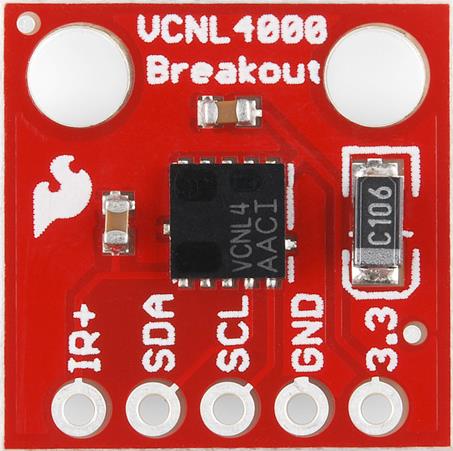 VCNL4000
Breakout
VCNL4
AACI
C106
IR+
SDA
SCL
GND
3.3